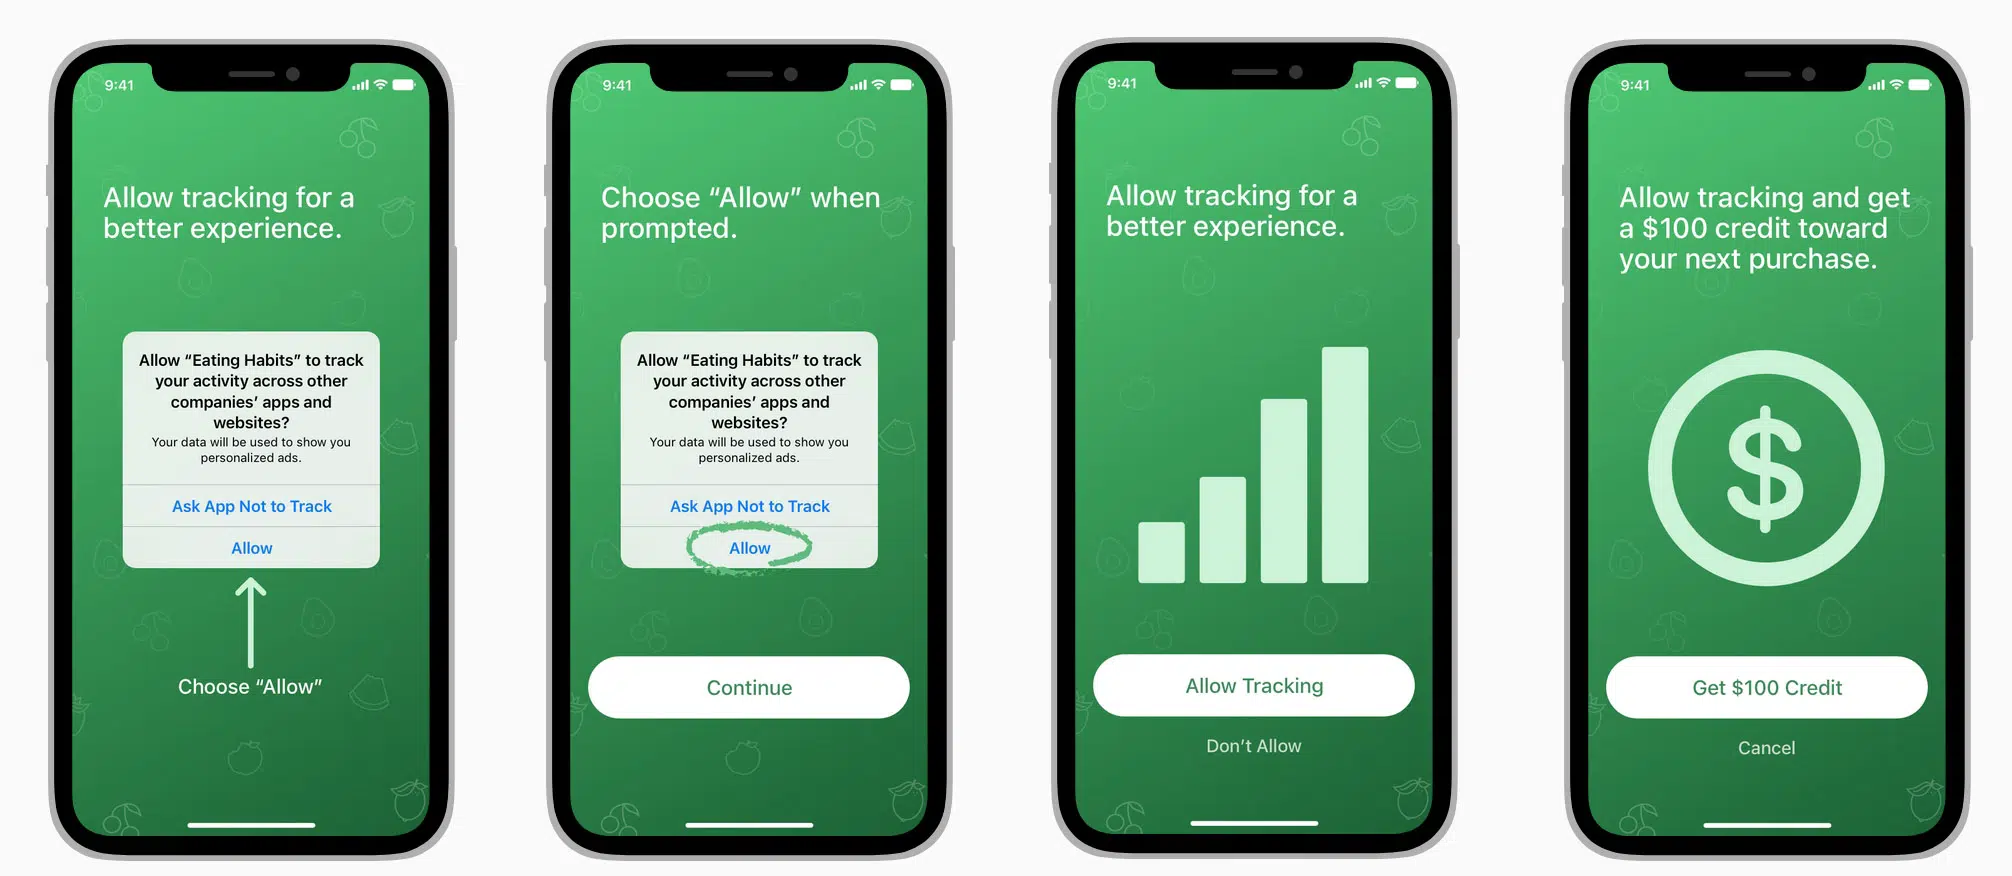 9:41
Allow tracking for a
better experience.
Allow “Eating Habits” to track
your activity across other
companies’ apps and
websites?
Your data will be used to show you
personalized ads.
Ask App Not to Track
Allow
Choose “Allow”
9:41
Choose “Allow” when
prompted.
Allow “Eating Habits” to track
your activity across other
companies’ apps and
websites?
Your data will be used to show you
personalized ads.
Ask App Not to Track
Allow
Continue
9:41
Allow tracking for a
better experience.
Allow Tracking
Don’t Allow
9:41
Allow tracking and get
a $100 credit toward
your next purchase.
$
Get $100 Credit
Cancel